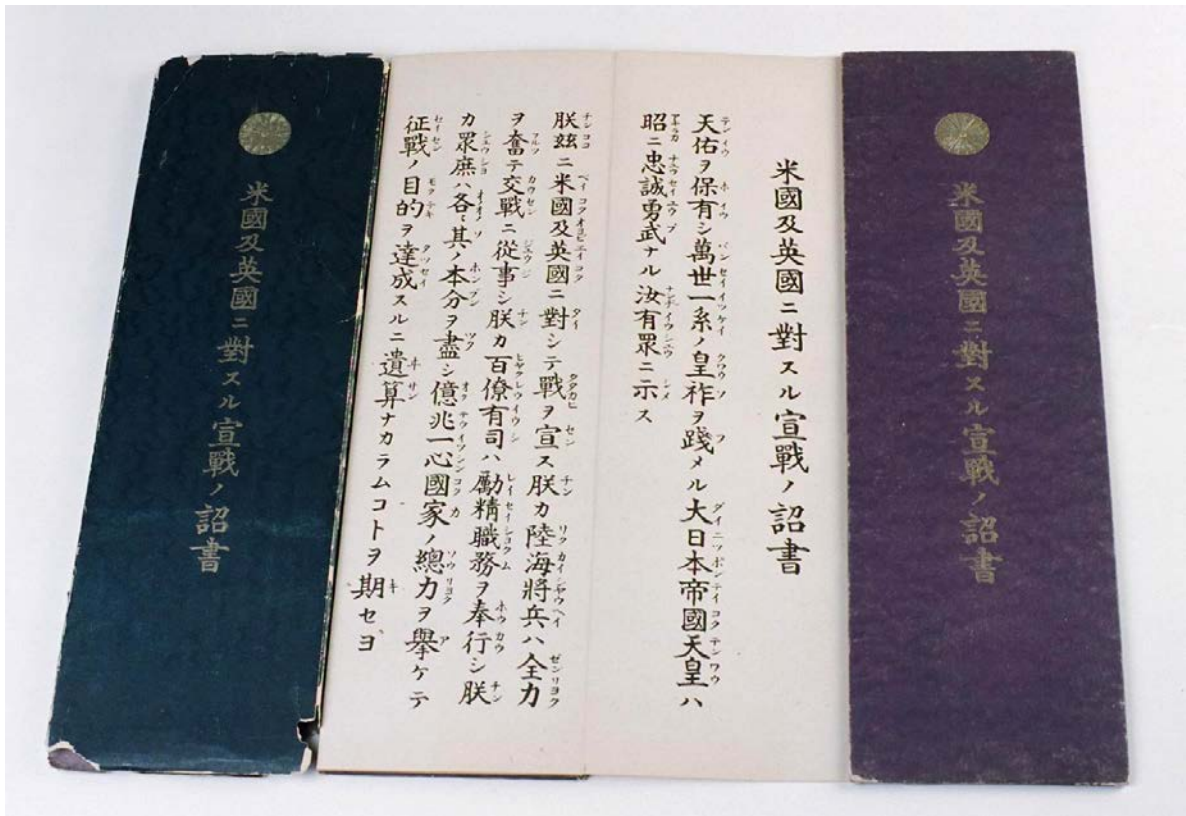 米國及英國ニ對スル宣戰ノ詔書
米國及英國ニ對スル宣戰ノ詔書
天佑ヲ保有シ萬世一系ノ皇祚ヲ踐メル大日本帝國天皇ハ
昭ニ忠誠勇武ナル汝有眾ニ示ス
朕茲ニ米國及英國ニ對シテ戰ヲ宣ス朕カ陸海將兵ハ全力
ヲ奮テ交戰ニ從事シ朕カ百僚有司ハ勵精職務ヲ奉行シ朕
カ眾庶ハ各〻其ノ本分ヲ盡シ億兆一心國家ノ總力ヲ擧ケテ
征戰ノ目的ヲ達成スルニ遺算ナカラムコトヲ期セヨ
米國及英國ニ對スル宣戰ノ詔書